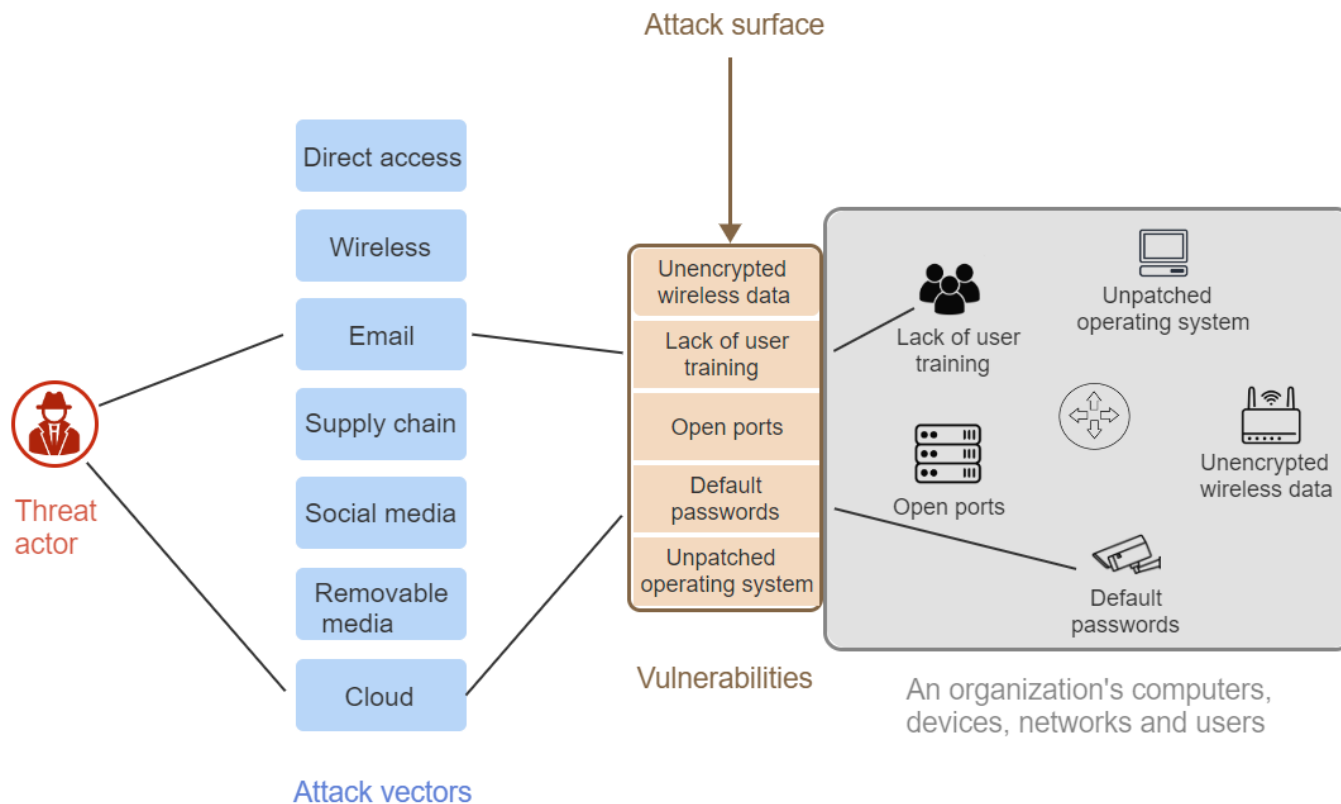 Attack surface
Direct access
Wireless
Email
Supply chain
Social media
Removable
media
Cloud
Attack vectors
Threat
actor
Unencrypted
wireless data
Lack of user
training
Open ports
Default
passwords
Unpatched
operating system
Vulnerabilities
Lack of user
training
Unpatched
operating system
Open ports
Unencrypted
wireless data
Default
passwords
An organization's computers,
devices, networks and users